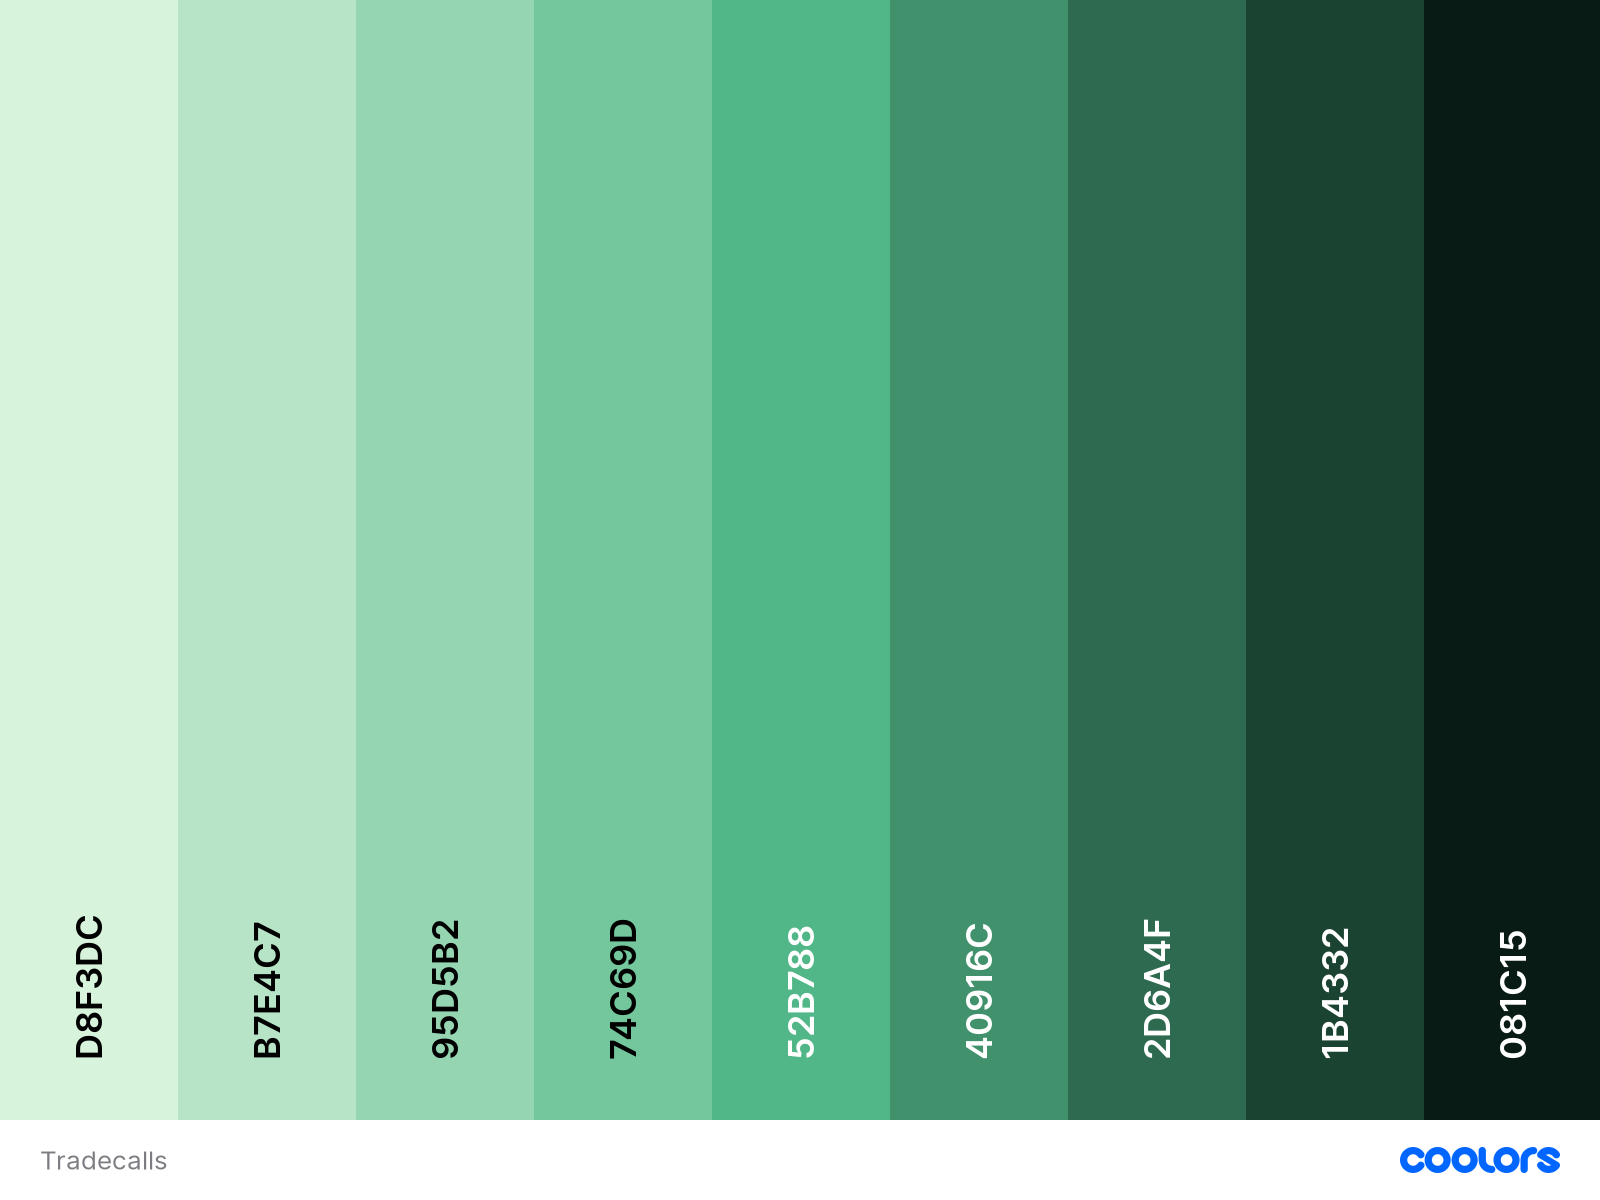 D8F3DC
B7E4C7
95D5B2
74C69D
52B788
40916C
2D6A4F
1B4332
081C15
Tradecalls
coolors